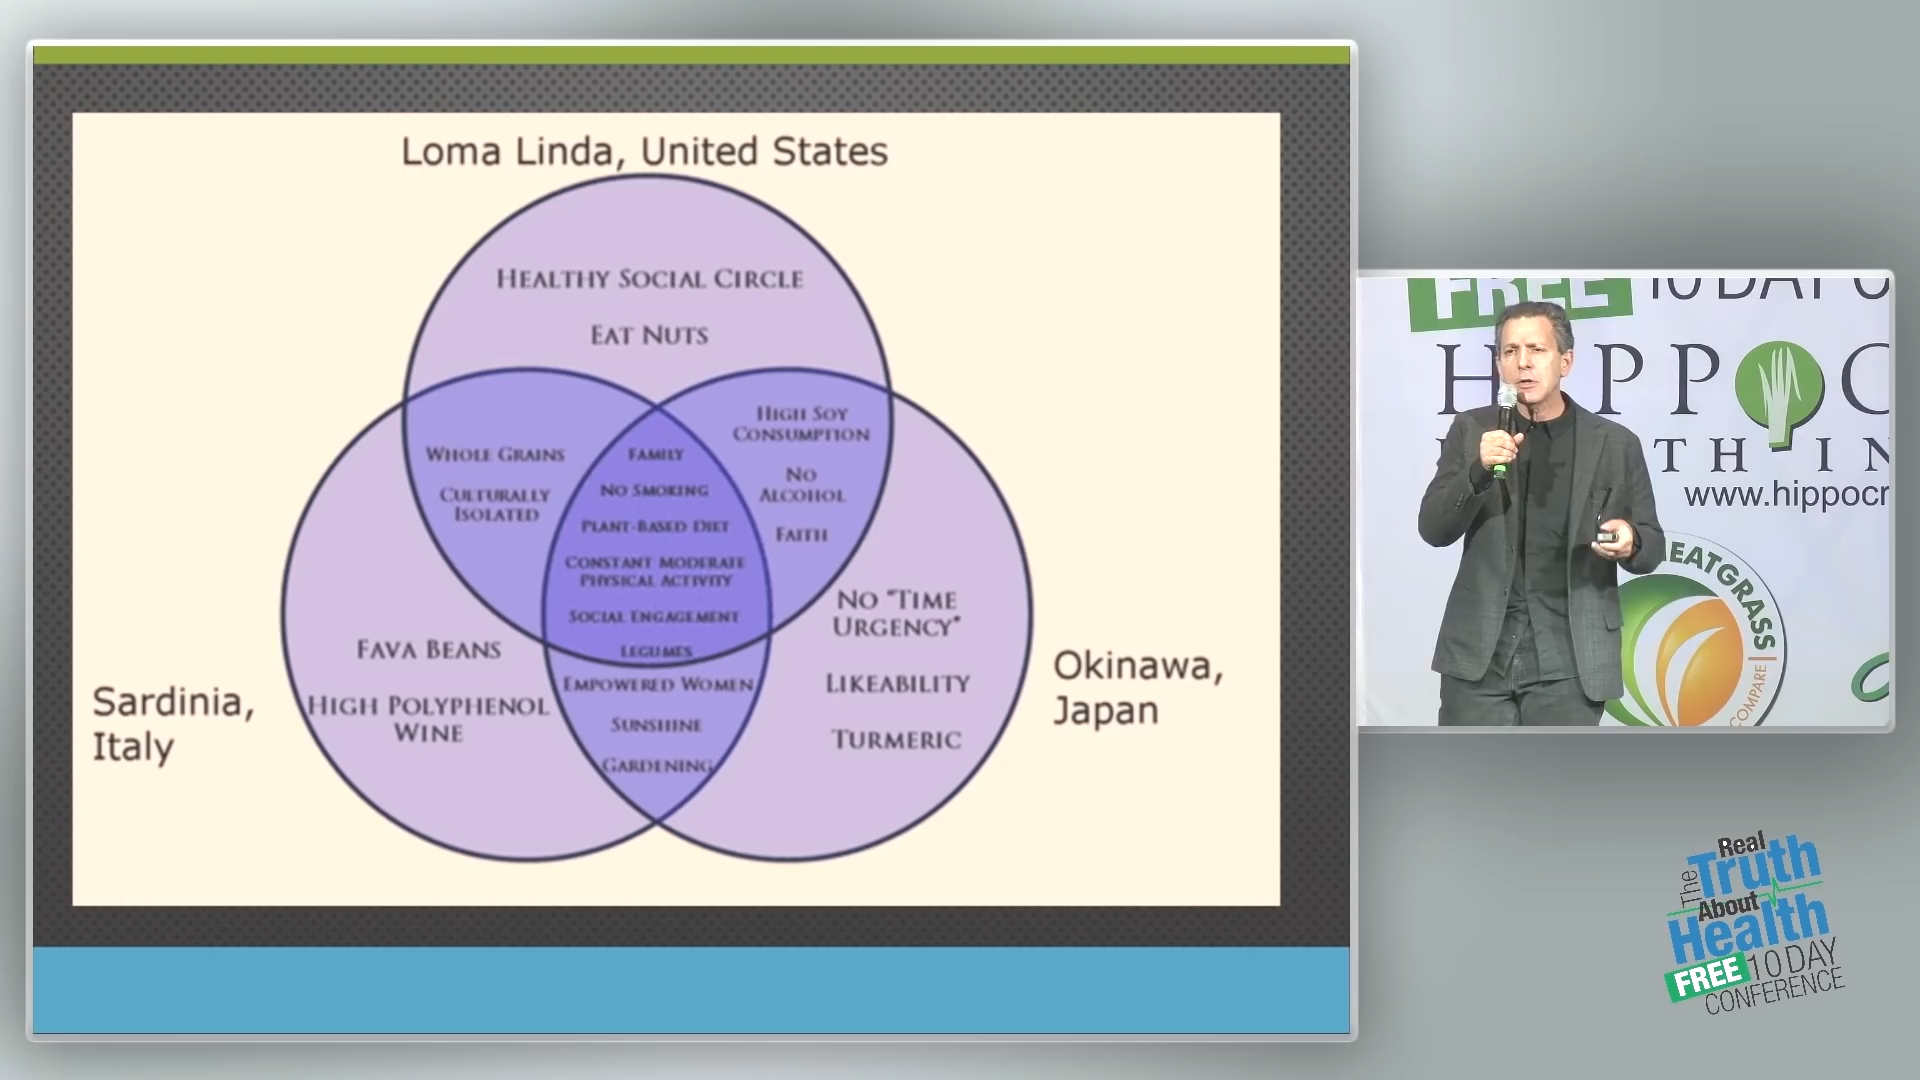 Loma Linda, United States
HEALTHY SOCIAL CIRCLE
EAT NUTS
WHOLE GRAINS
CULTURALLY
ISOLATED
FAMILY
NO SMOKING
PLANT-BASED DIET
CONSTANT MODERATE
PHYSICAL ACTIVITY
SOCIAL ENGAGEMENT
LEGUMES
HIGH SOY
CONSUMPTION
NO
ALCOHOL
FAITH
FAVA BEANS
HIGH POLYPHENOL
WINE
EMPOWERED WOMEN
SUNSHINE
GARDENING
NO "TIME
URGENCY"
LIKEABILITY
TURMERIC
Sardinia,
Italy
Okinawa,
Japan
FREE 10 DAY
H PP C
TH IN
www.hippocr
HEATGRASS
COMPARE
The Real
Truth
About
Health
FREE 10 DAY
CONFERENCE